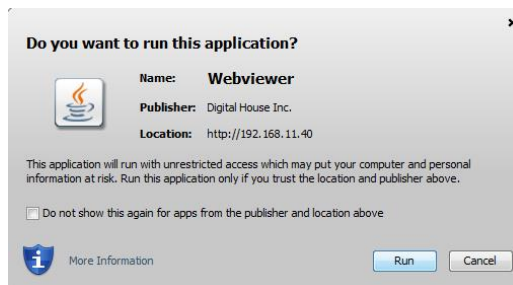 Do you want to run this application?
Name: Webviewer
Publisher: Digital House Inc.
Location: http://192.168.11.40
This application will run with unrestricted access which may put your computer and personal
information at risk. Run this application only if you trust the location and publisher above.
Do not show this again for apps from the publisher and location above
More Information Run Cancel